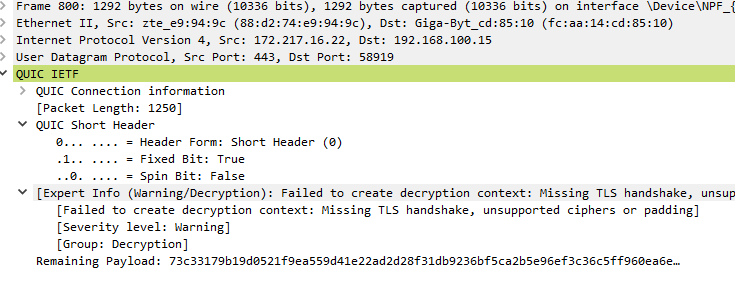 Frame 800: 1292 bytes on wire (10336 bits), 1292 bytes captured (10336 bits) on interface \Device\NPF_{
Ethernet II, Src: zte_e9:94:9c (88:d2:74:e9:94:9c), Dst: Giga-Byt_cd:85:10 (fc:aa:14:cd:85:10)
Internet Protocol Version 4, Src: 172.217.16.22, Dst: 192.168.100.15
User Datagram Protocol, Src Port: 443, Dst Port: 58919
QUIC IETF
QUIC Connection information
[Packet Length: 1250]
QUIC Short Header
0... .... = Header Form: Short Header (0)
.1.. .... = Fixed Bit: True
..0. .... = Spin Bit: False
[Expert Info (Warning/Decryption): Failed to create decryption context: Missing TLS handshake, unsup
[Failed to create decryption context: Missing TLS handshake, unsupported ciphers or padding]
[Severity level: Warning]
[Group: Decryption]
Remaining Payload: 73c33179b19d0521f9ea559d41e22ad2d28f31db9236bf5ca2b5e96ef3c36c5ff960ea6e…